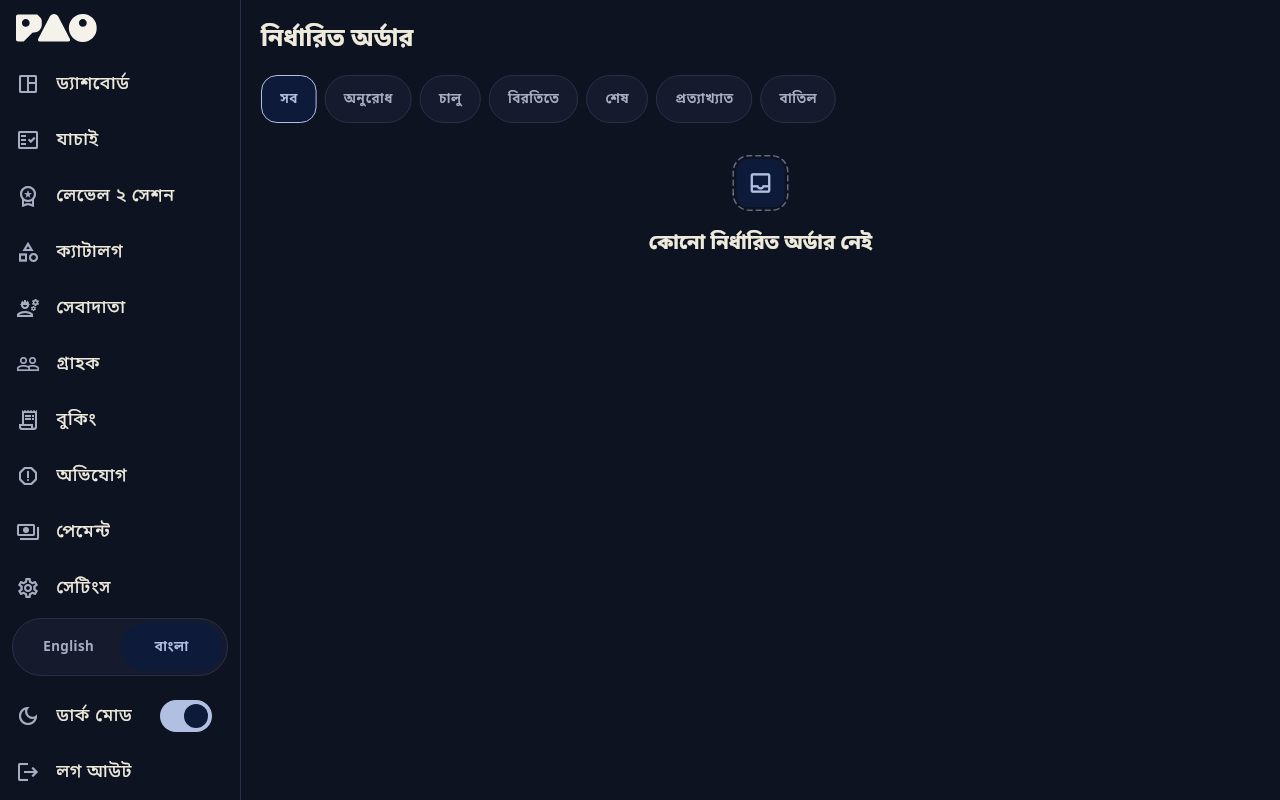 PAO
ড্যাশবোর্ড
যাচাই
লেভেল ২ সেশন
ক্যাটালগ
সেবাদাতা
গ্রাহক
বুকিং
অভিযোগ
পেমেন্ট
সেটিংস
English বাংলা
ডার্ক মোড
লগ আউট
নির্ধারিত অর্ডার
সব অনুরোধ চালু বিরতিতে শেষ প্রত্যাখ্যাত বাতিল
কোনো নির্ধারিত অর্ডার নেই